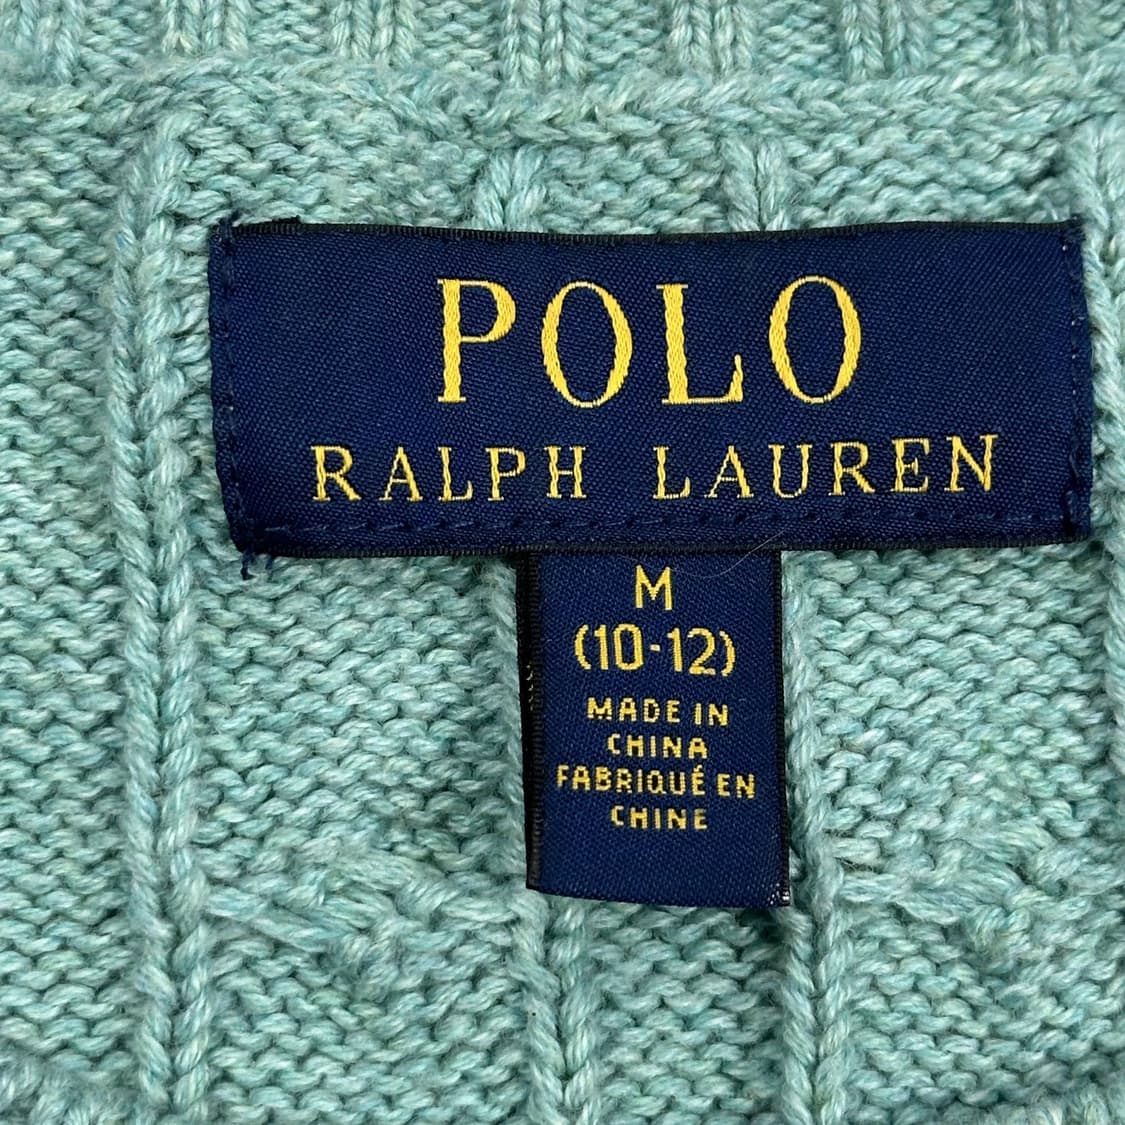 POLO
RALPH LAUREN
M
(10-12)
MADE IN
CHINA
FABRIQUÉ EN
CHINE